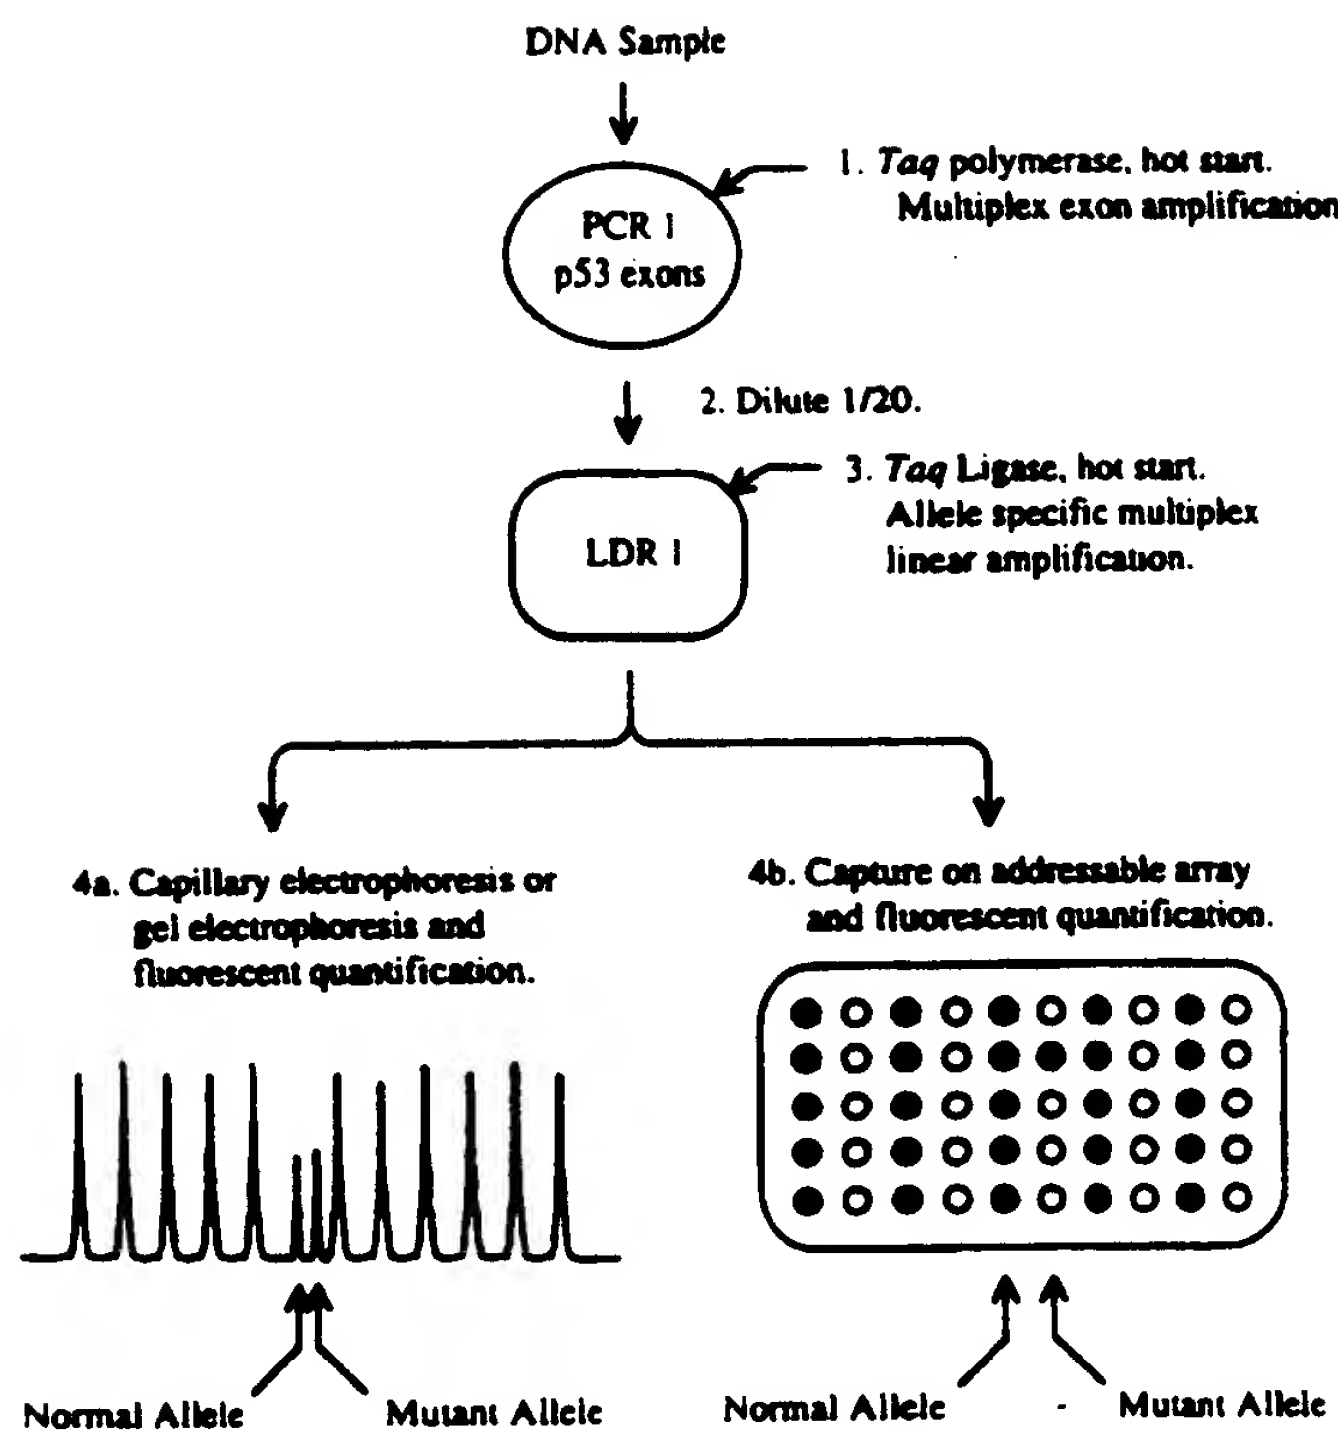 DNA Sample
1. Taq polymerase, hot start.
Multiplex exon amplification
PCR 1
p53 exons
2. Dilute 1/20.
3. Taq Ligase, hot start.
Allele specific multiplex
linear amplification.
LDR 1
4a. Capillary electrophoresis or
gel electrophoresis and
fluorescent quantification.
4b. Capture on addressable array
and fluorescent quantification.
Normal Allele
Mutant Allele
Normal Allele
Mutant Allele